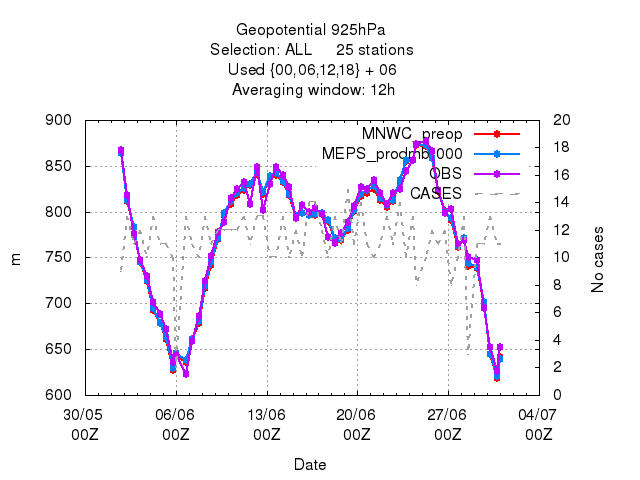 Geopotential 925hPa
Selection: ALL 25 stations
Used {00,06,12,18} + 06
Averaging window: 12h
900 20
MNWC_preop 18
850 MEPS_prodmbr000 16
OBS
CASES 14
800 12
750 10
m No cases
8
700 6
650 4
2
600 0
30/05 06/06 13/06 20/06 27/06 04/07
00Z 00Z 00Z 00Z 00Z 00Z
Date